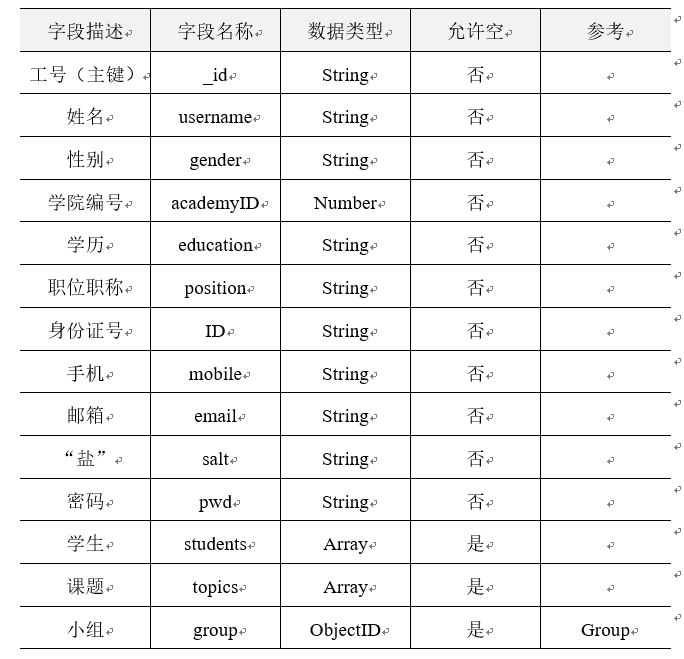 字段描述 字段名称 数据类型 允许空 参考
工号（主键） _id String 否
姓名 username String 否
性别 gender String 否
学院编号 academyID Number 否
学历 education String 否
职位职称 position String 否
身份证号 ID String 否
手机 mobile String 否
邮箱 email String 否
“盐” salt String 否
密码 pwd String 否
学生 students Array 是
课题 topics Array 是
小组 group ObjectID 是 Group